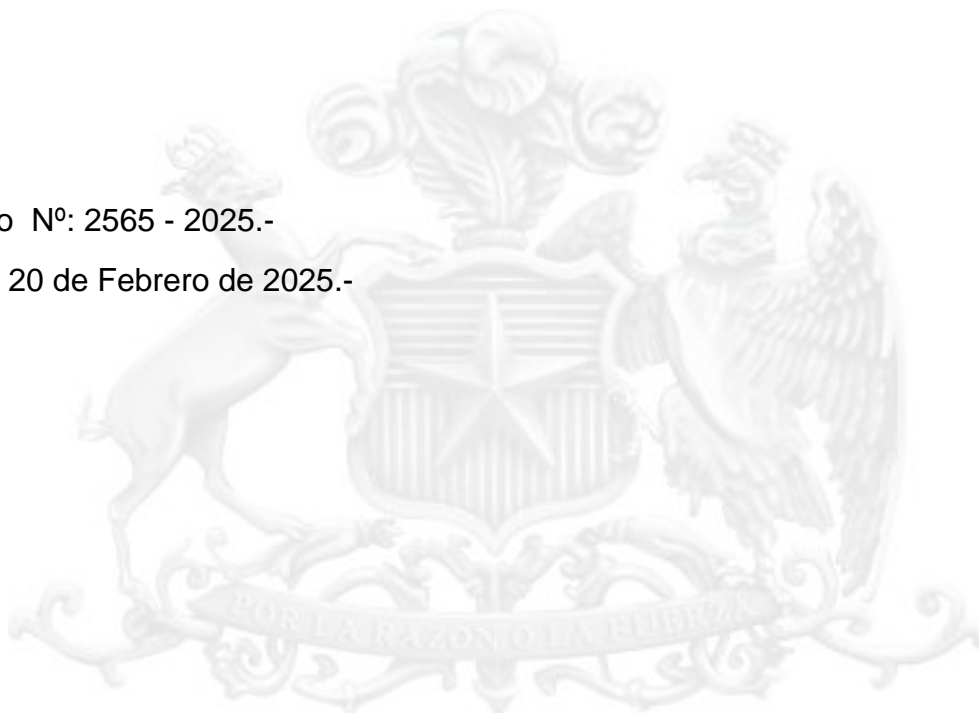 o Nº: 2565 - 2025.-
20 de Febrero de 2025.-
POR LA RAZON O LA FUERZA